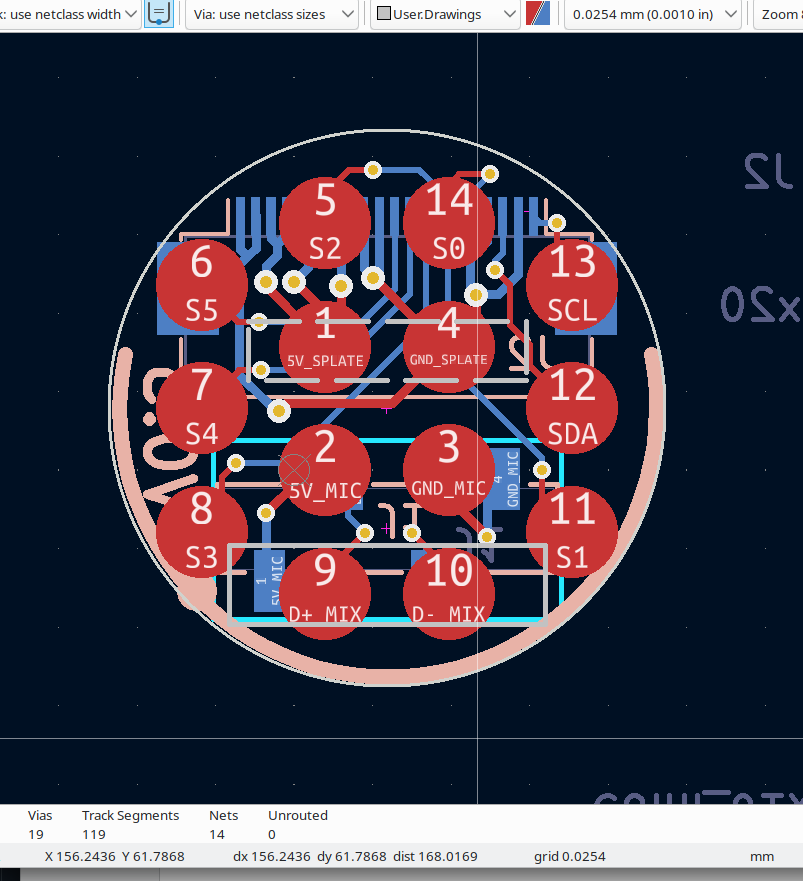 k: use netclass width
Via: use netclass sizes
User.Drawings
0.0254 mm (0.0010 in)
Zoom
J2
5
S2
14
S0
6
S5
13
SCL
x20
1
5V_SPLATE
4
GND_SPLATE
7
S4
12
SDA
2
5V_MIC
3
GND_MIC
4
GND_MIC
8
S3
11
S1
J1
1
5V_MIC
9
D+ MIX
10
D- MIX
Vias
19
Track Segments
119
Nets
14
Unrouted
0
X 156.2436 Y 61.7868
dx 156.2436 dy 61.7868 dist 168.0169
grid 0.0254
mm